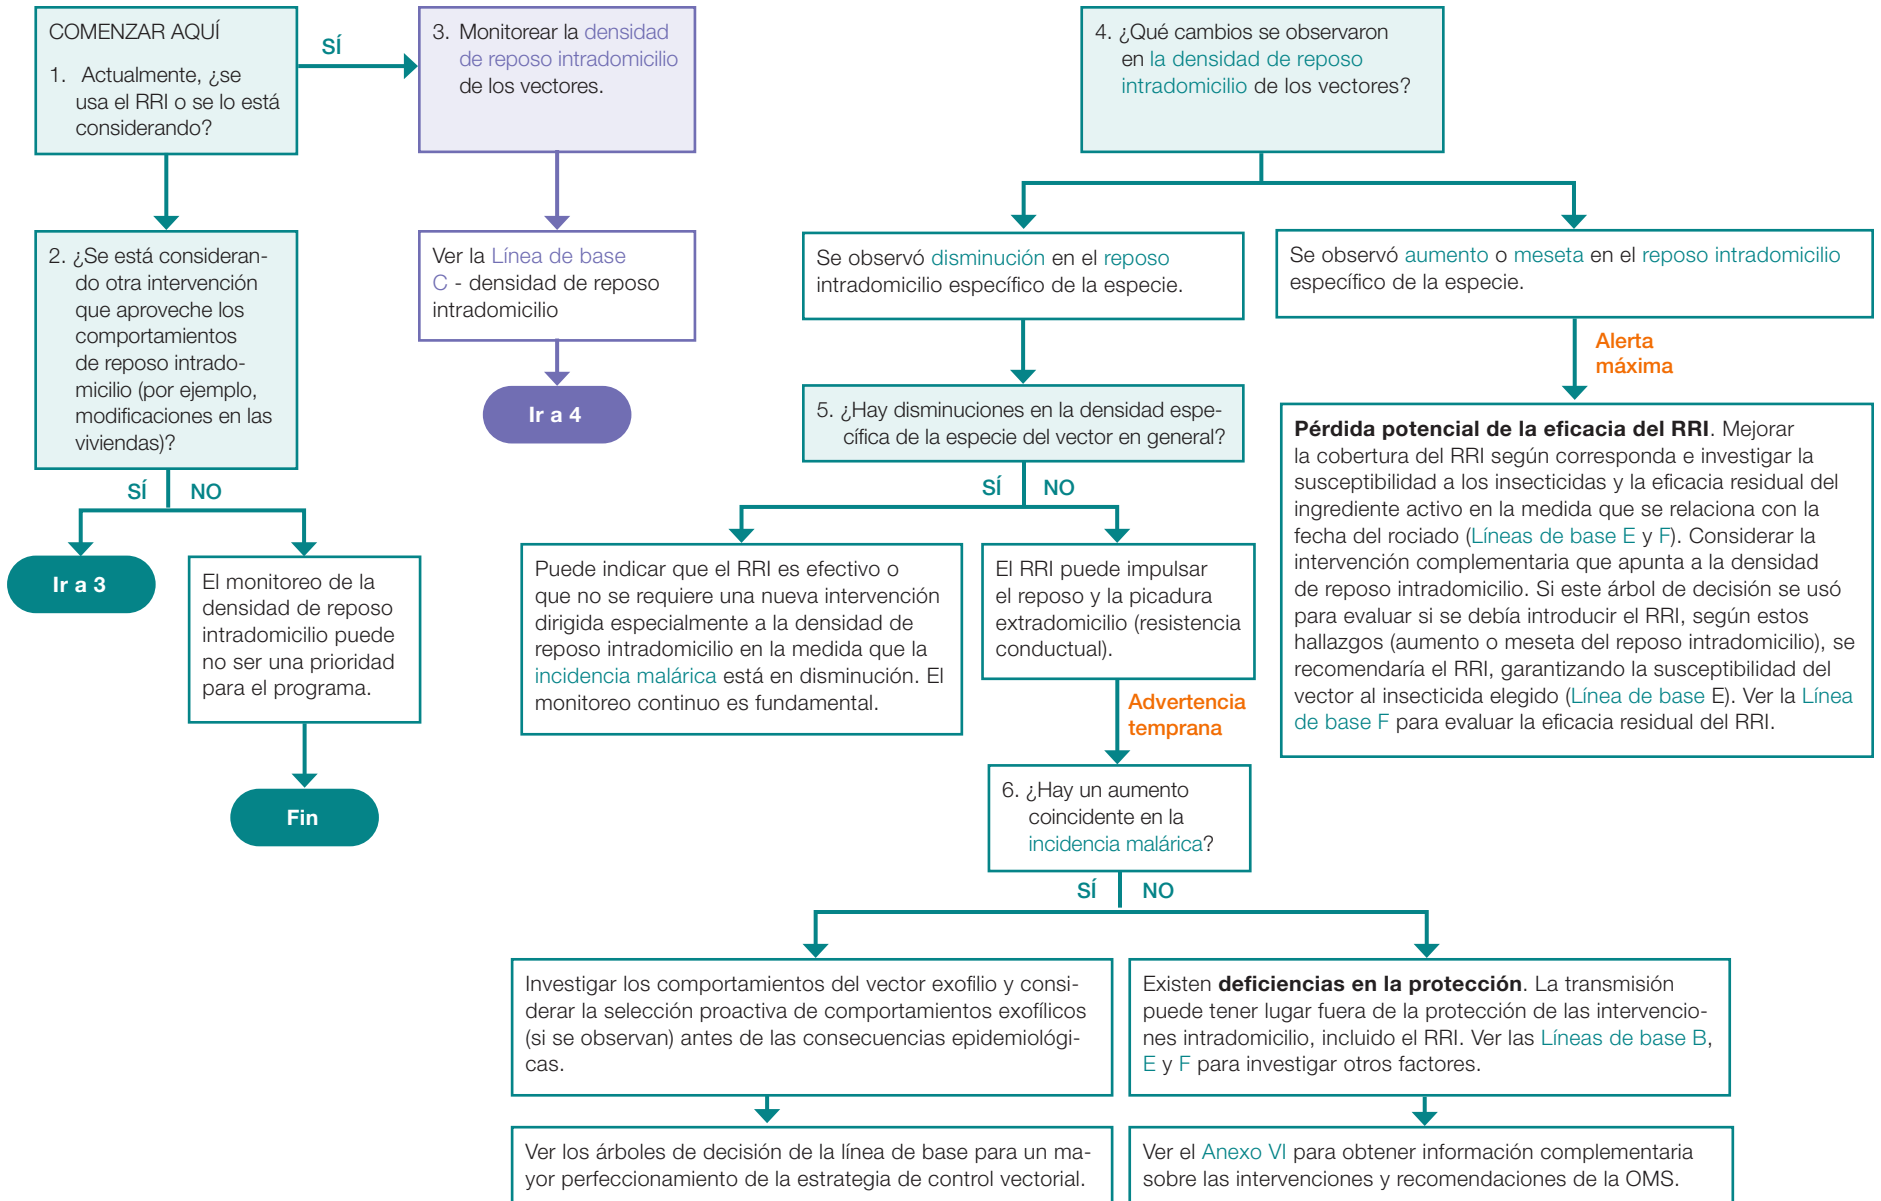 COMENZAR AQUÍ
1. Actualmente, ¿se
usa el RRI o se lo está
considerando?
SÍ
3. Monitorear la densidad
de reposo intradomicilio
de los vectores.
4. ¿Qué cambios se observaron
en la densidad de reposo
intradomicilio de los vectores?
2. ¿Se está consideran-
do otra intervención
que aproveche los
comportamientos
de reposo intrado-
micilio (por ejemplo,
modificaciones en las
viviendas)?
SÍ
NO
Ir a 3
El monitoreo de la
densidad de reposo
intradomicilio puede
no ser una prioridad
para el programa.
Fin
Ver la Línea de base
C - densidad de reposo
intradomicilio
Ir a 4
Se observó disminución en el reposo
intradomicilio específico de la especie.
Se observó aumento o meseta en el reposo intradomicilio
específico de la especie.
Alerta
máxima
5. ¿Hay disminuciones en la densidad espe-
cífica de la especie del vector en general?
SÍ
NO
Puede indicar que el RRI es efectivo o
que no se requiere una nueva intervención
dirigida especialmente a la densidad de
reposo intradomicilio en la medida que la
incidencia malárica está en disminución. El
monitoreo continuo es fundamental.
El RRI puede impulsar
el reposo y la picadura
extradomicilio (resistencia
conductual).
Advertencia
temprana
Pérdida potencial de la eficacia del RRI. Mejorar
la cobertura del RRI según corresponda e investigar la
susceptibilidad a los insecticidas y la eficacia residual del
ingrediente activo en la medida que se relaciona con la
fecha del rociado (Líneas de base E y F). Considerar la
intervención complementaria que apunta a la densidad
de reposo intradomicilio. Si este árbol de decisión se usó
para evaluar si se debía introducir el RRI, según estos
hallazgos (aumento o meseta del reposo intradomicilio), se
recomendaría el RRI, garantizando la susceptibilidad del
vector al insecticida elegido (Línea de base E). Ver la Línea
de base F para evaluar la eficacia residual del RRI.
6. ¿Hay un aumento
coincidente en la
incidencia malárica?
SÍ
NO
Investigar los comportamientos del vector exofilio y consi-
derar la selección proactiva de comportamientos exofílicos
(si se observan) antes de las consecuencias epidemiológi-
cas.
Existen deficiencias en la protección. La transmisión
puede tener lugar fuera de la protección de las intervencio-
nes intradomicilio, incluido el RRI. Ver las Líneas de base B,
E y F para investigar otros factores.
Ver los árboles de decisión de la línea de base para un ma-
yor perfeccionamiento de la estrategia de control vectorial.
Ver el Anexo VI para obtener información complementaria
sobre las intervenciones y recomendaciones de la OMS.